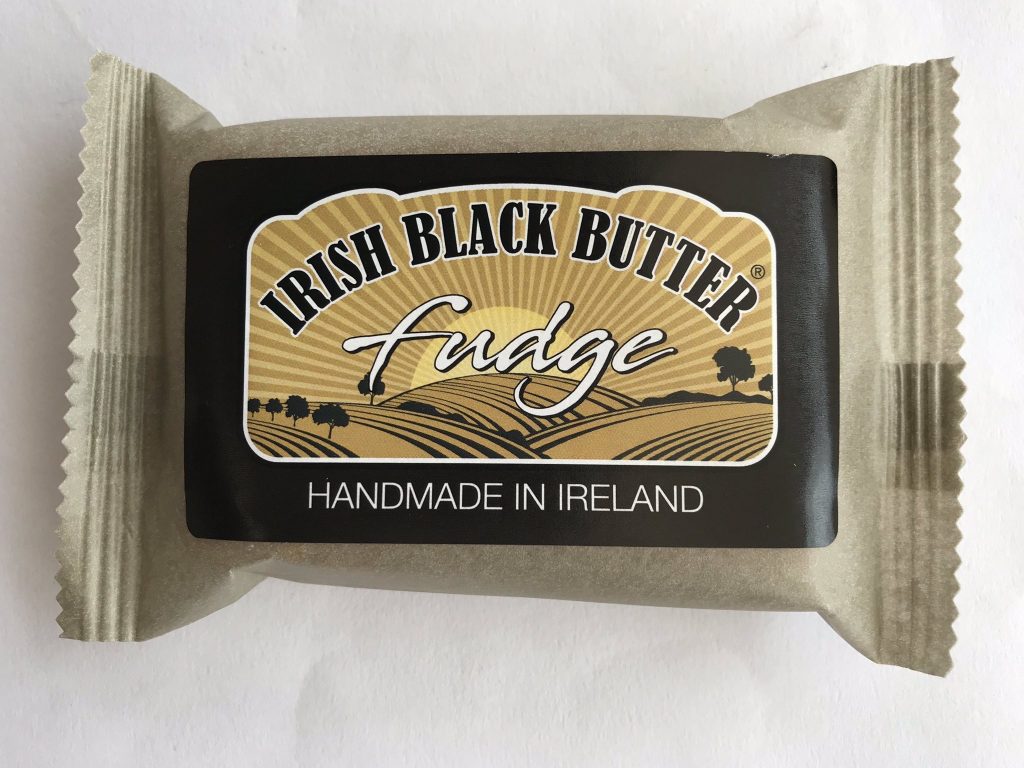 IRISH BLACK BUTTER®
fudge
HANDMADE IN IRELAND